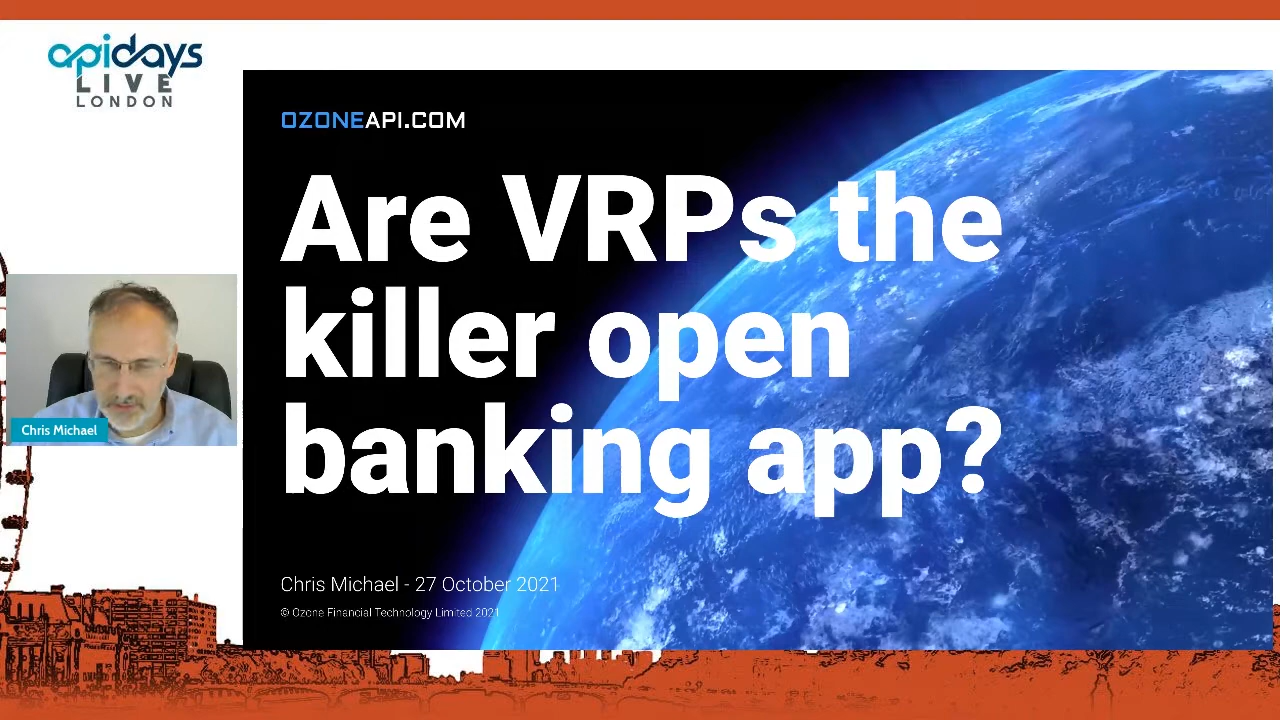 apidays
LIVE
LONDON
OZONEAPI.COM
Are VRPs the
killer open
banking app?
Chris Michael
Chris Michael - 27 October 2021
© Ozone Financial Technology Limited 2021